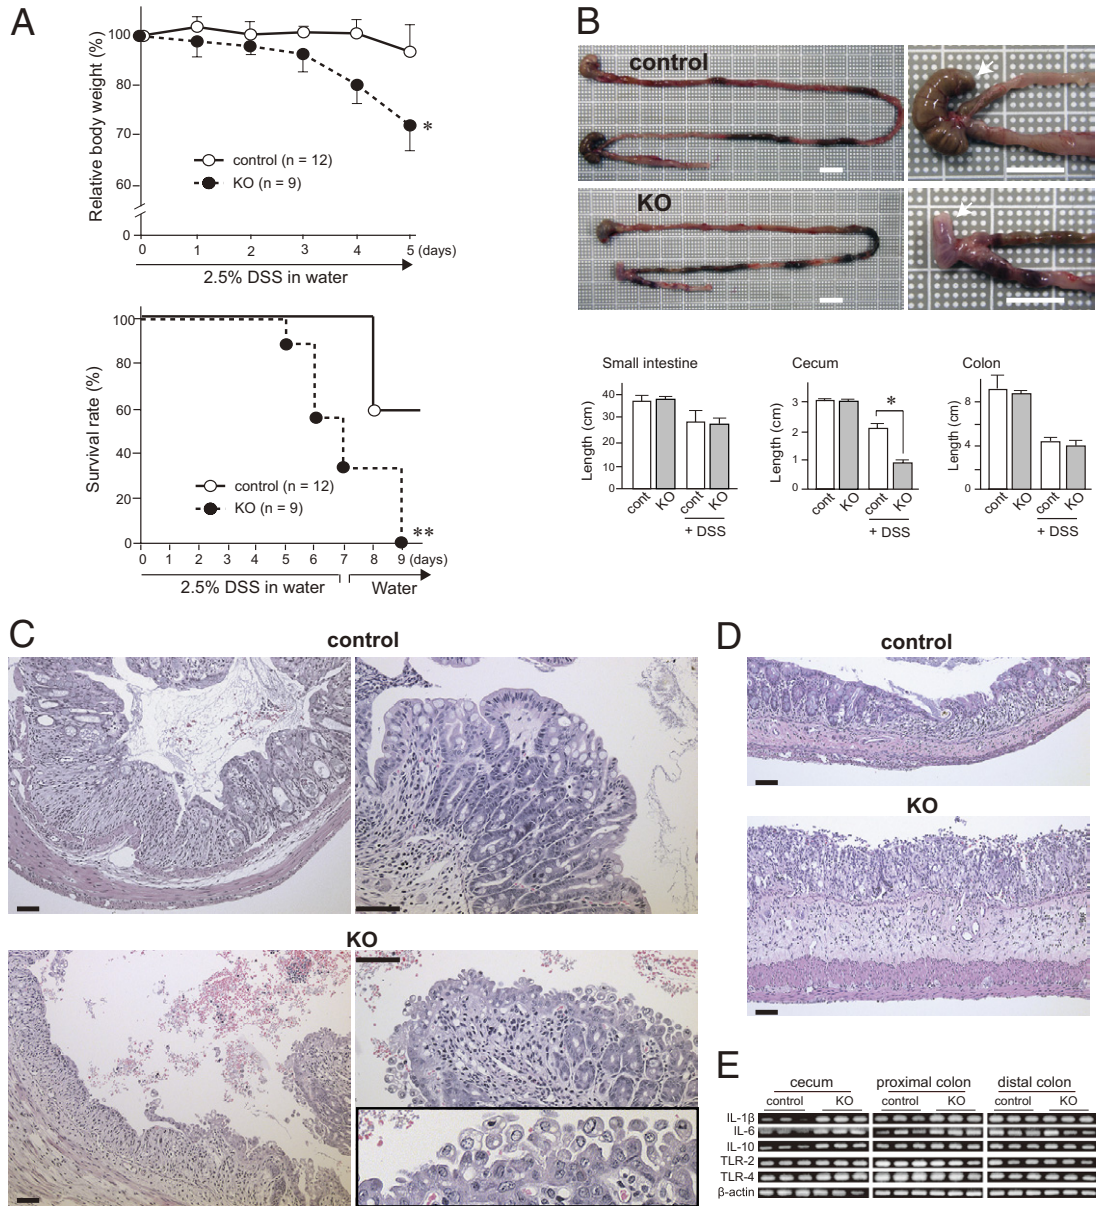 A
Relative body weight (%)
100
80
70
60
0
control (n = 12)
KO (n = 9)
*
0 1 2 3 4 5 (days)
2.5% DSS in water
Survival rate (%)
100
80
60
40
20
0
control (n = 12)
KO (n = 9)
**
0 1 2 3 4 5 6 7 8 9 (days)
2.5% DSS in water
Water
B
control
KO
Small intestine
Length (cm)
40
30
20
10
0
cont KO cont KO
+ DSS
Cecum
Length (cm)
3
2
1
0
*
cont KO cont KO
+ DSS
Colon
Length (cm)
8
4
0
cont KO cont KO
+ DSS
C
control
KO
D
control
KO
E
cecum proximal colon distal colon
control KO control KO control KO
IL-1β
IL-6
IL-10
TLR-2
TLR-4
β-actin